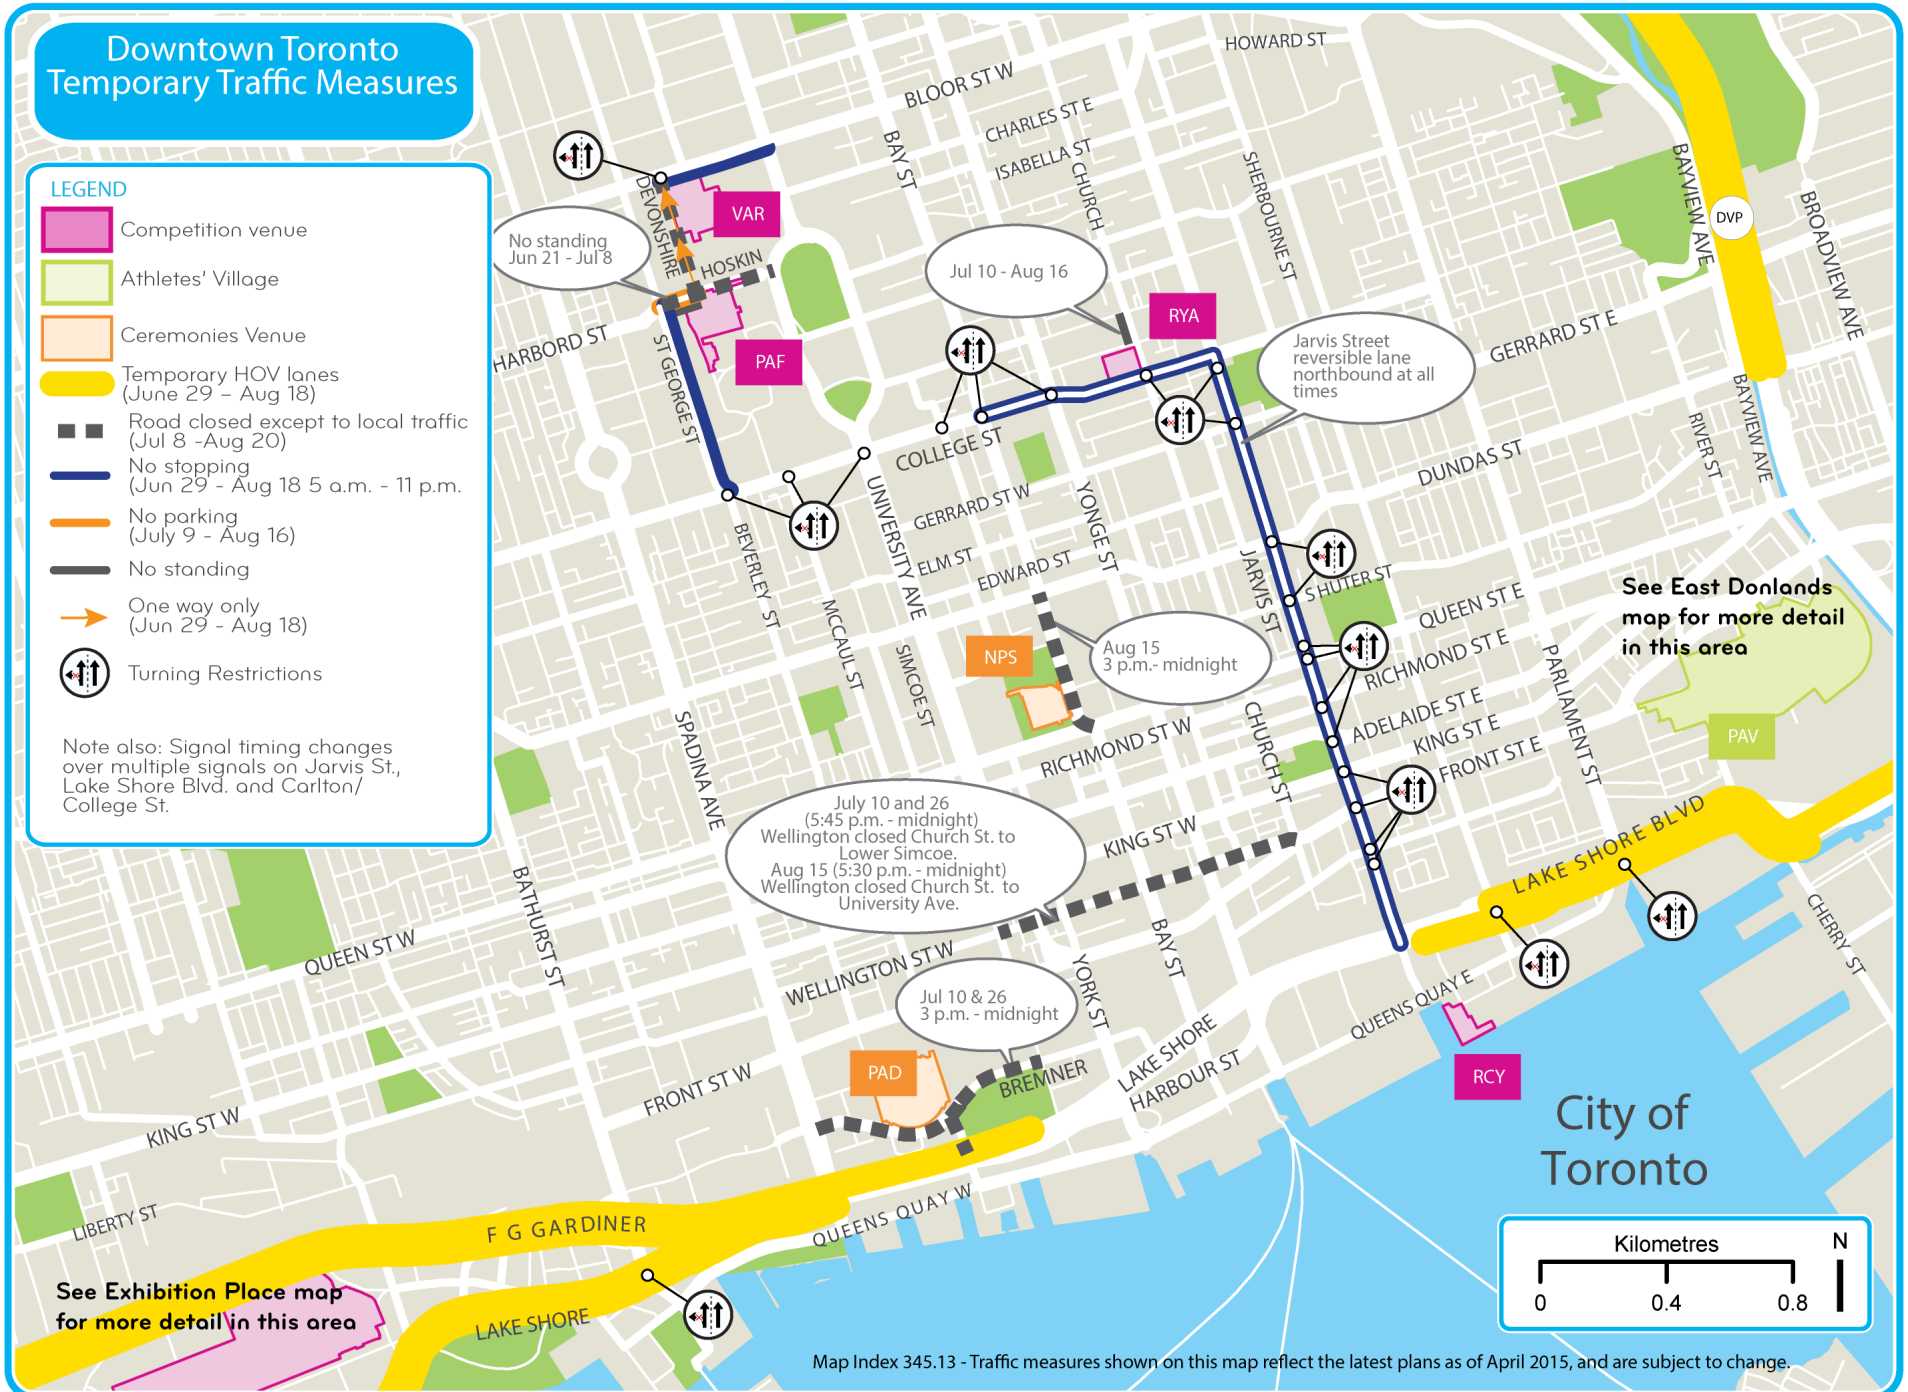 Downtown Toronto
Temporary Traffic Measures
LEGEND
Competition venue
Athletes' Village
Ceremonies Venue
Temporary HOV lanes
(June 29 – Aug 18)
Road closed except to local traffic
(Jul 8 -Aug 20)
No stopping
(Jun 29 - Aug 18 5 a.m. - 11 p.m.
No parking
(July 9 - Aug 16)
No standing
One way only
(Jun 29 - Aug 18)
Turning Restrictions
Note also: Signal timing changes
over multiple signals on Jarvis St.,
Lake Shore Blvd. and Carlton/
College St.
HOWARD ST
BLOOR ST W
CHARLES ST E
ISABELLA ST
BAY ST
CHURCH
SHERBOURNE ST
BAYVIEW AVE
DVP
BROADVIEW AVE
DEVONSHIRE
VAR
No standing
Jun 21 - Jul 8
HOSKIN
Jul 10 - Aug 16
RYA
HARBORD ST
ST GEORGE ST
PAF
Jarvis Street
reversible lane
northbound at all
times
GERRARD ST E
BAYVIEW AVE
RIVER ST
COLLEGE ST
DUNDAS ST
UNIVERSITY AVE
GERRARD ST W
YONGE ST
BEVERLEY ST
ELM ST
EDWARD ST
JARVIS ST
SHUTER ST
QUEEN ST E
See East Donlands
map for more detail
in this area
MCCAUL ST
SIMCOE ST
NPS
Aug 15
3 p.m.- midnight
RICHMOND ST E
PARLIAMENT ST
ADELAIDE ST E
KING ST E
FRONT ST E
PAV
SPADINA AVE
RICHMOND ST W
CHURCH ST
July 10 and 26
(5:45 p.m. - midnight)
Wellington closed Church St. to
Lower Simcoe.
Aug 15 (5:30 p.m. - midnight)
Wellington closed Church St. to
University Ave.
KING ST W
LAKE SHORE BLVD
BATHURST ST
QUEEN ST W
WELLINGTON ST W
BAY ST
YORK ST
CHERRY ST
Jul 10 & 26
3 p.m. - midnight
QUEENS QUAY E
LAKE SHORE
HARBOUR ST
PAD
BREMNER
RCY
FRONT ST W
KING ST W
City of
Toronto
LIBERTY ST
F G GARDINER
QUEENS QUAY W
See Exhibition Place map
for more detail in this area
LAKE SHORE
Kilometres
N
0
0.4
0.8
Map Index 345.13 - Traffic measures shown on this map reflect the latest plans as of April 2015, and are subject to change.